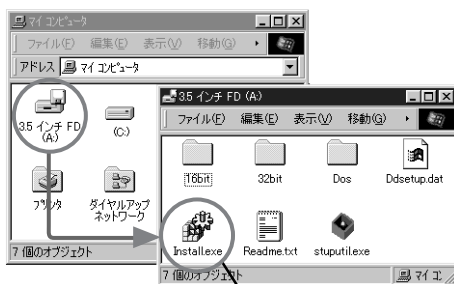 マイ コンピュータ
ファイル(F) 編集(E) 表示(V) 移動(G)
アドレス マイ コンピュータ
3.5 インチ FD
(A:)
(C:)
プリンタ
ダイヤルアップ
ネットワーク
7 個のオブジェクト
3.5 インチ FD (A:)
ファイル(F) 編集(E) 表示(V) 移動(G)
16bit
32bit
Dos
Ddsetup.dat
Install.exe
Readme.txt
stuputil.exe
7 個のオブジェクト
マイ コ